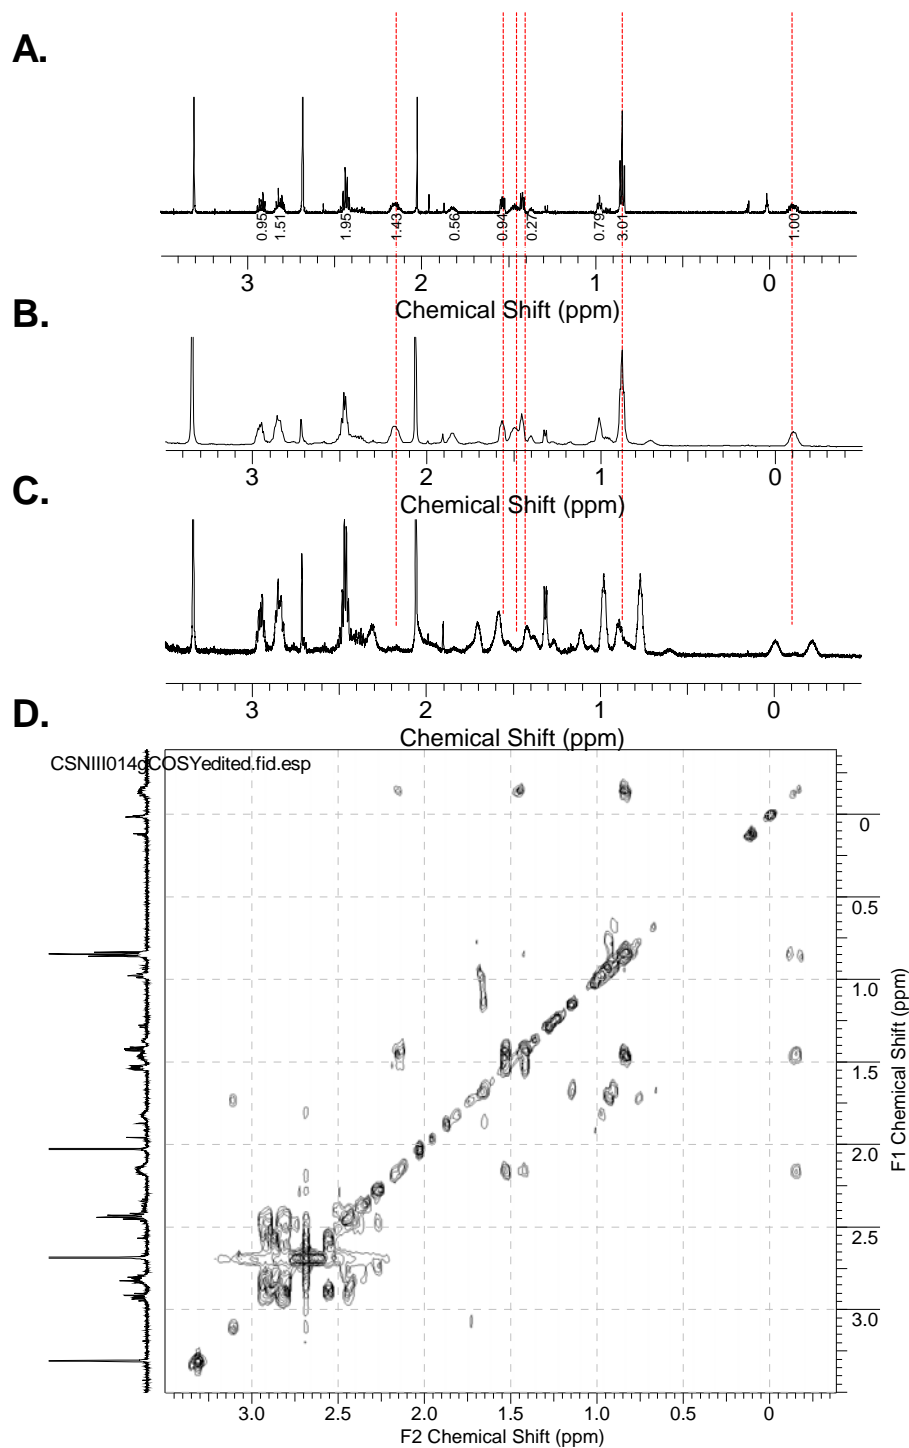 A.
0.95 1.51 1.95 1.43 0.56 0.94 0.27 0.79 3.01 1.00
3 2 1 0
Chemical Shift (ppm)
B.
3 2 1 0
Chemical Shift (ppm)
C.
3 2 1 0
Chemical Shift (ppm)
D.
CSNIII014gCOSYedited.fid.esp
0
0.5
1.0
1.5
2.0
2.5
3.0
F1 Chemical Shift (ppm)
3.0 2.5 2.0 1.5 1.0 0.5 0
F2 Chemical Shift (ppm)